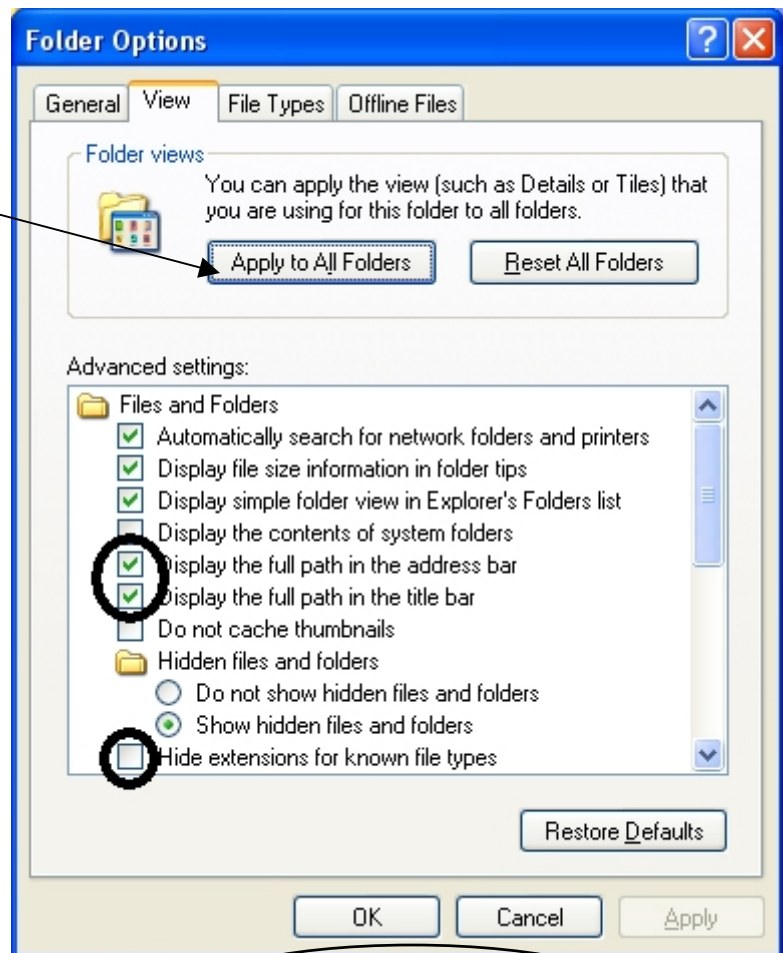 Folder Options
General View File Types Offline Files
Folder views
You can apply the view (such as Details or Tiles) that
you are using for this folder to all folders.
Apply to All Folders Reset All Folders
Advanced settings:
Files and Folders
Automatically search for network folders and printers
Display file size information in folder tips
Display simple folder view in Explorer's Folders list
Display the contents of system folders
Display the full path in the address bar
Display the full path in the title bar
Do not cache thumbnails
Hidden files and folders
Do not show hidden files and folders
Show hidden files and folders
Hide extensions for known file types
Restore Defaults
OK Cancel Apply